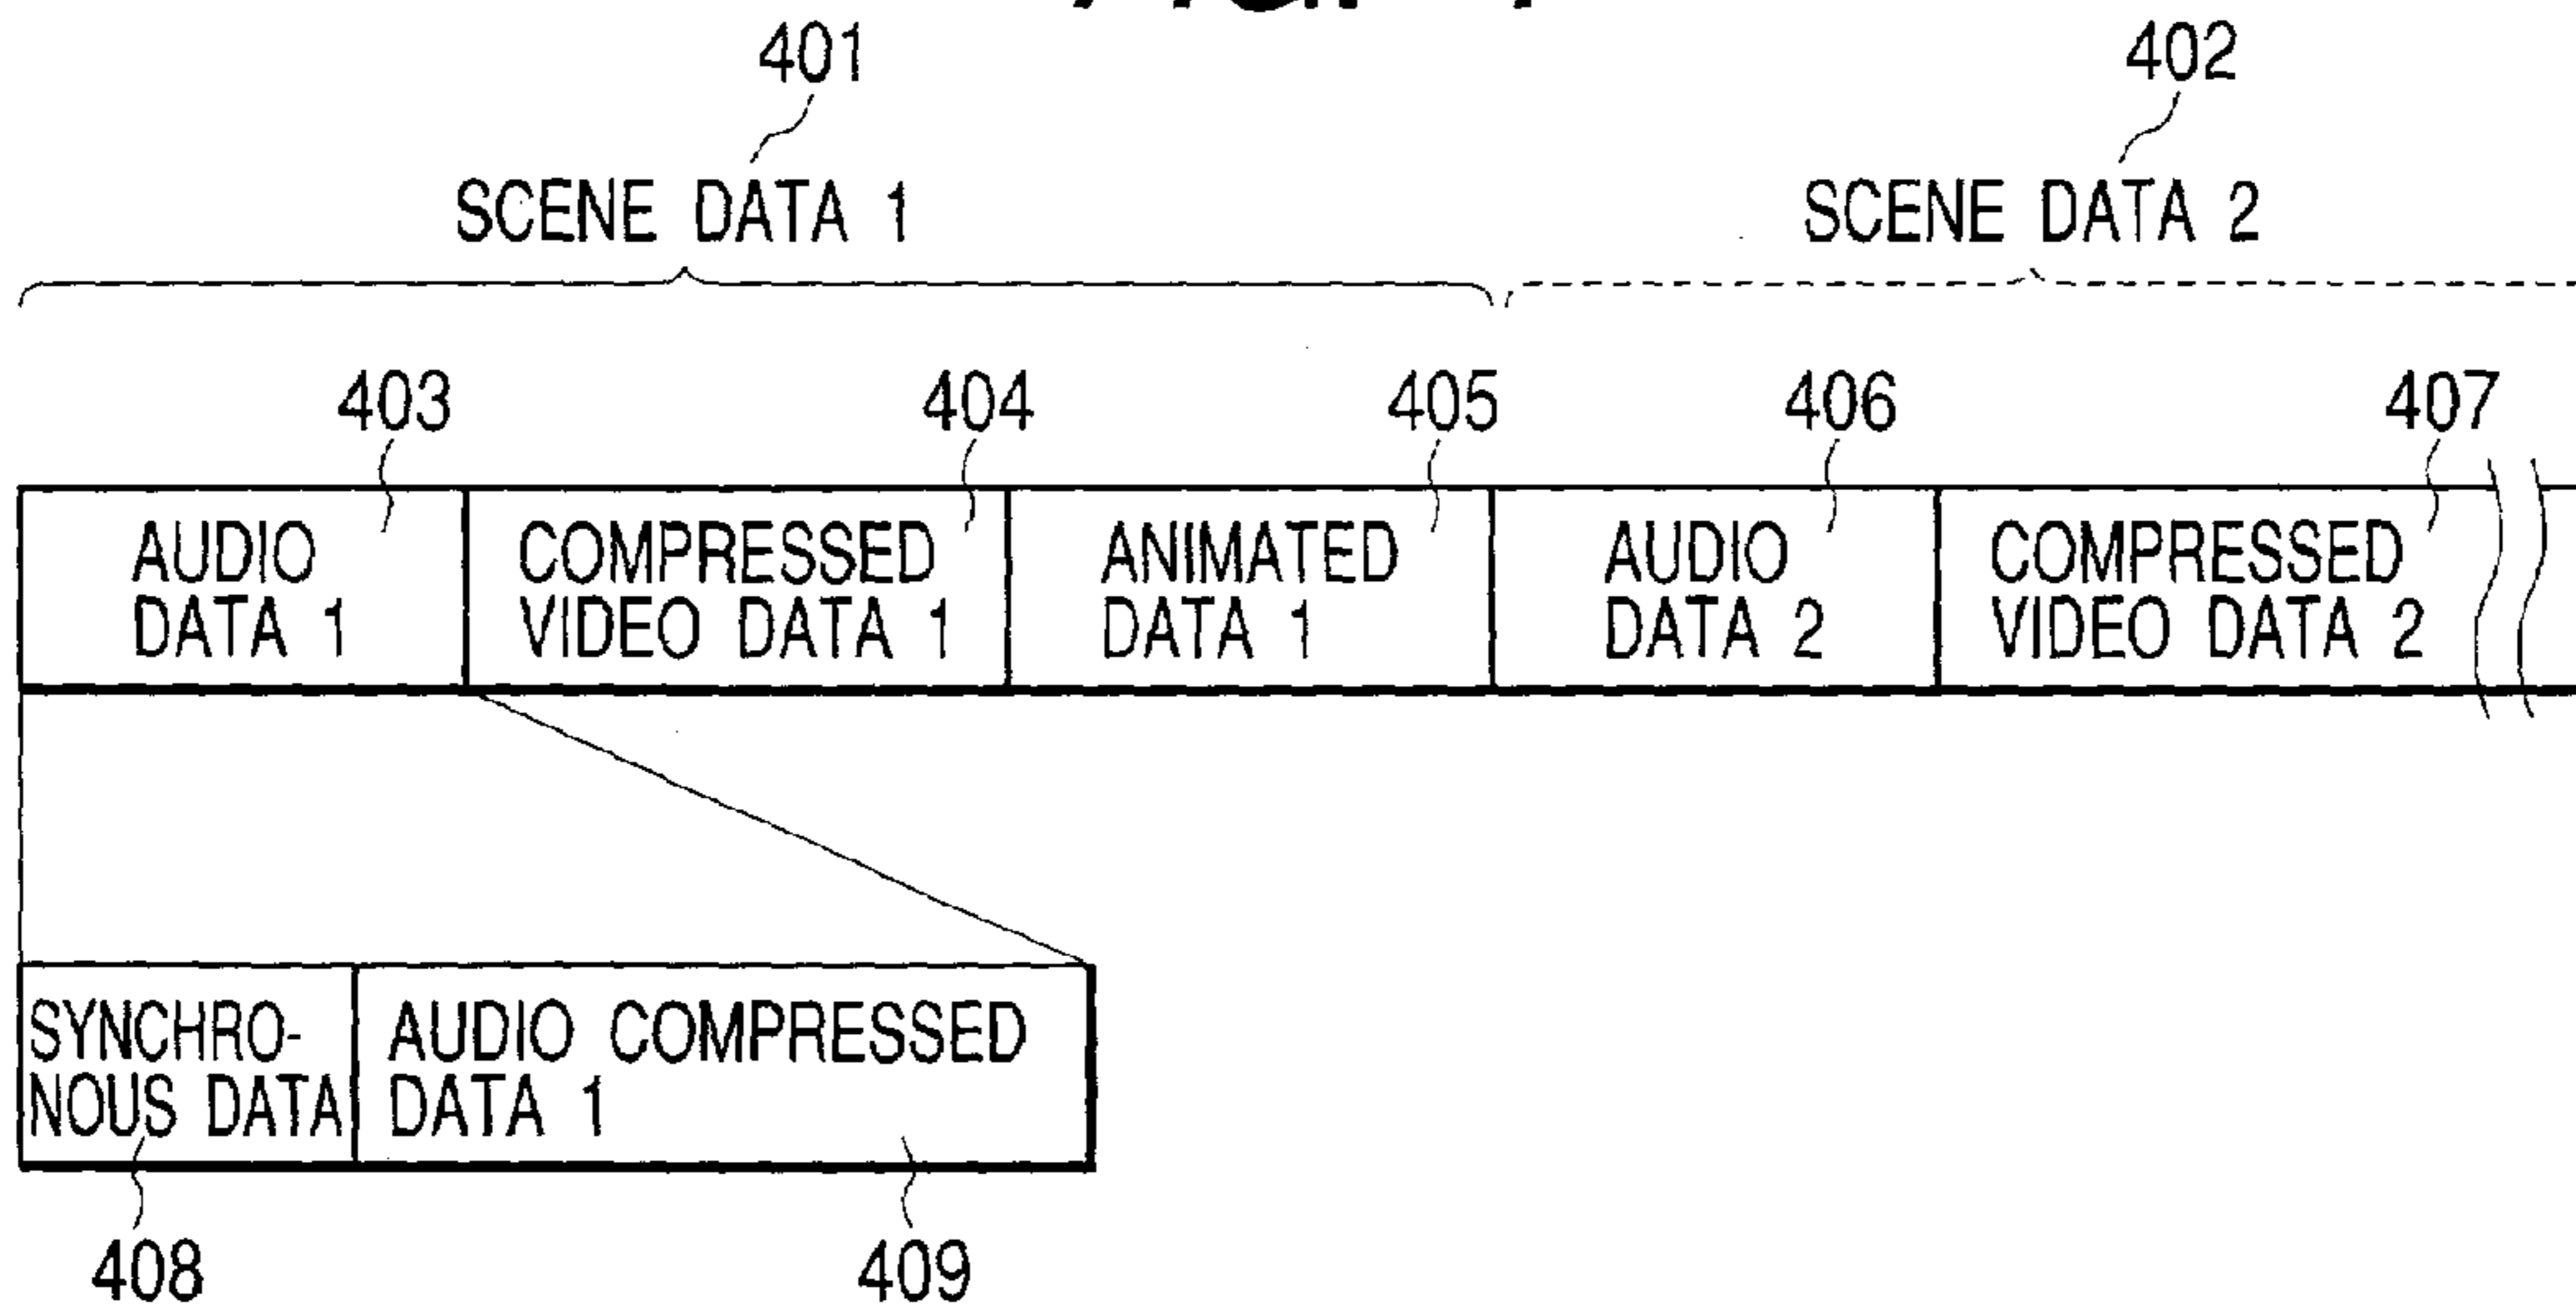 401 402
SCENE DATA 1 SCENE DATA 2
403 404 405 406 407
AUDIO DATA 1
COMPRESSED VIDEO DATA 1
ANIMATED DATA 1
AUDIO DATA 2
COMPRESSED VIDEO DATA 2
SYNCHRO-
NOUS DATA
AUDIO COMPRESSED
DATA 1
408 409